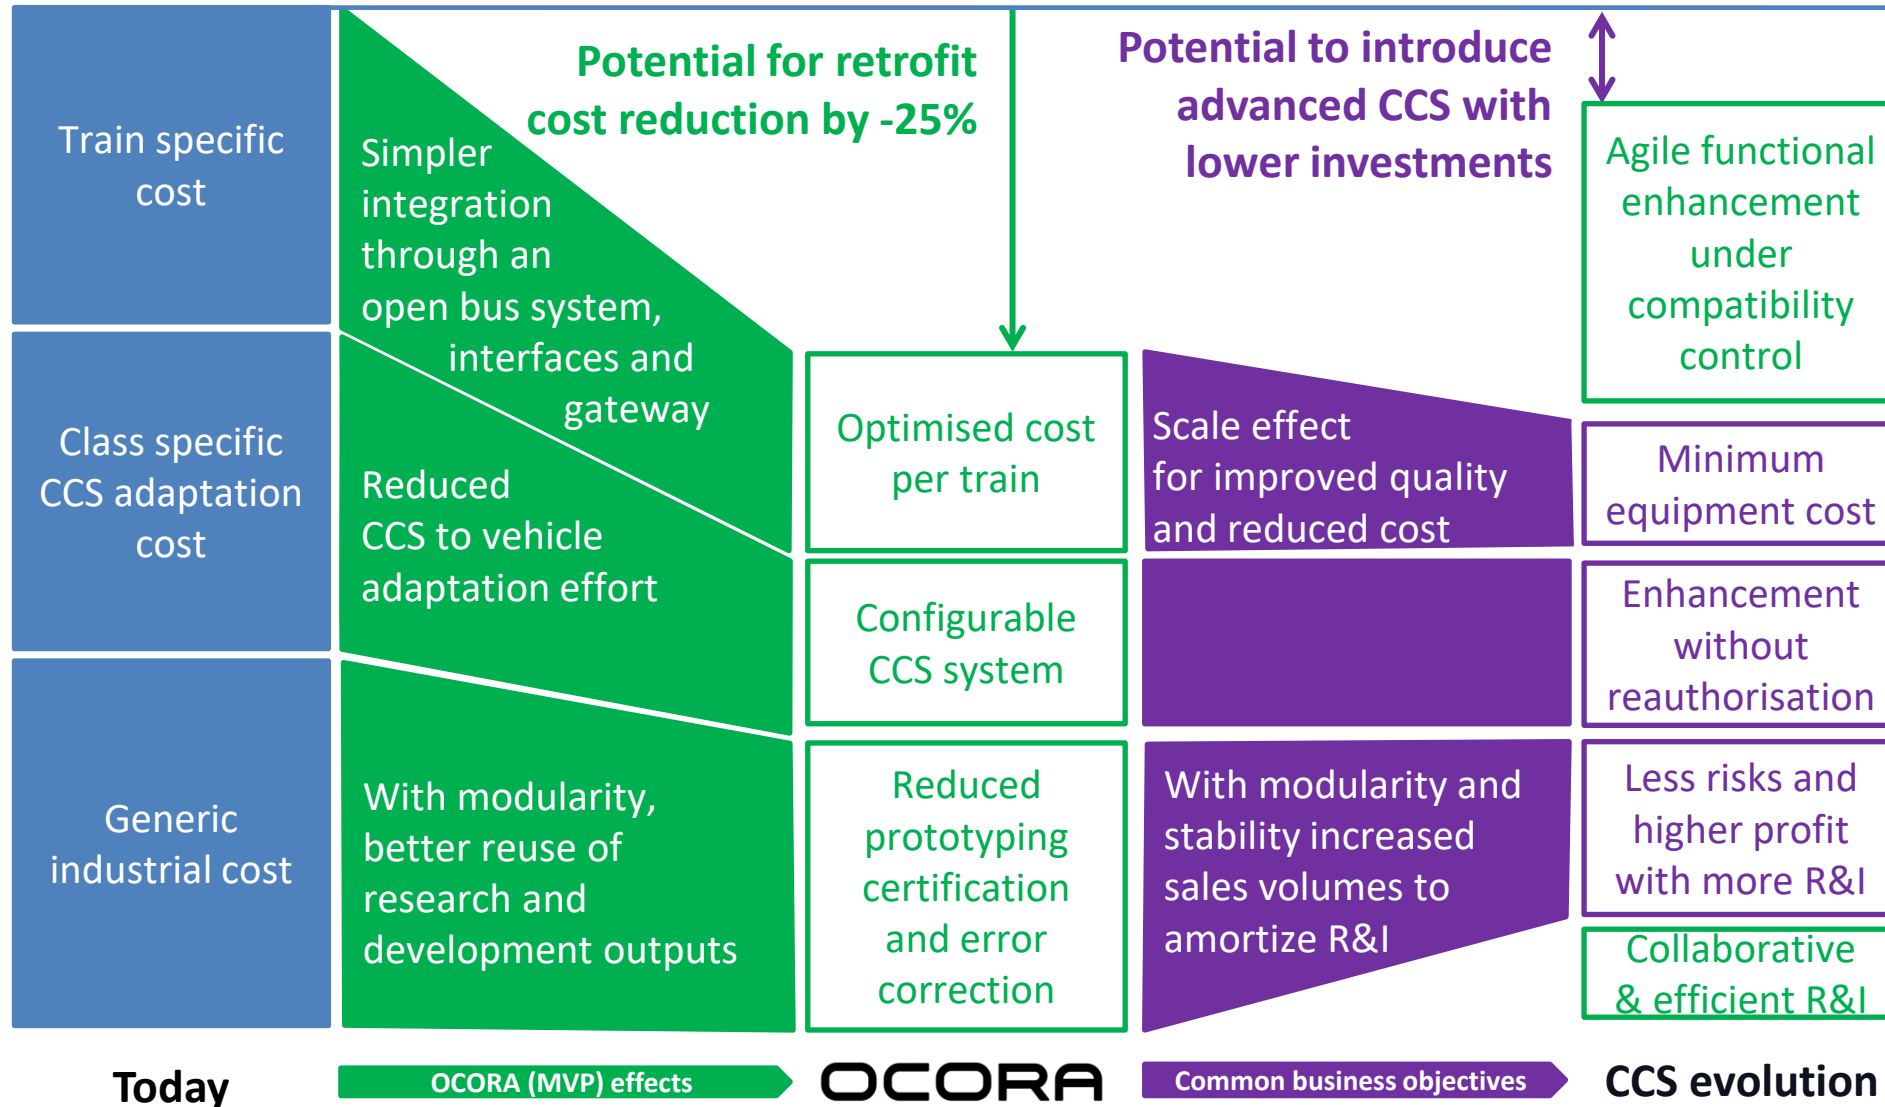 Train specific
cost
Class specific
CCS adaptation
cost
Generic
industrial cost
Today
Simpler
integration
through an
open bus system,
interfaces and
gateway
Reduced
CCS to vehicle
adaptation effort
With modularity,
better reuse of
research and
development outputs
OCORA (MVP) effects
Potential for retrofit
cost reduction by -25%
Optimised cost
per train
Configurable
CCS system
Reduced
prototyping
certification
and error
correction
OCORA
Potential to introduce
advanced CCS with
lower investments
Scale effect
for improved quality
and reduced cost
With modularity and
stability increased
sales volumes to
amortize R&I
Common business objectives
Agile functional
enhancement
under
compatibility
control
Minimum
equipment cost
Enhancement
without
reauthorisation
Less risks and
higher profit
with more R&I
Collaborative
& efficient R&I
CCS evolution